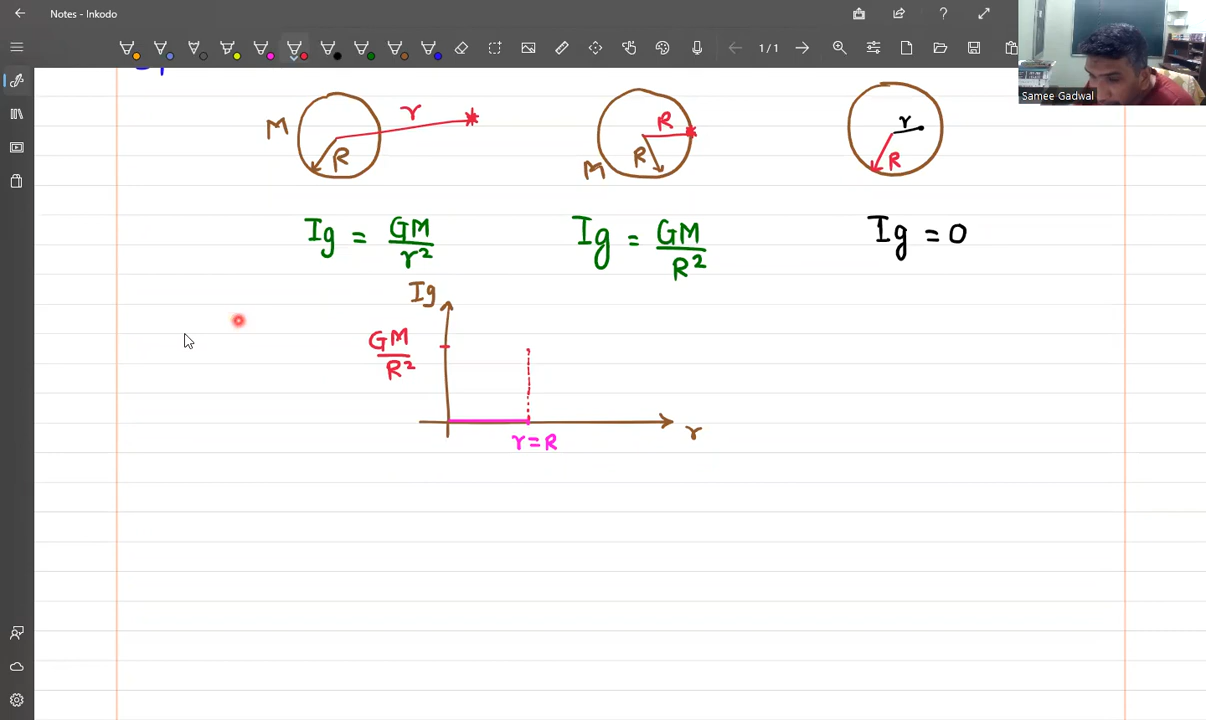 Notes - Inkodo
1/1
Samee Gadwal
M
R
r
M
R
R
r
R
Ig = GM/r²
Ig = GM/R²
Ig = 0
Ig
GM/R²
r = R
r